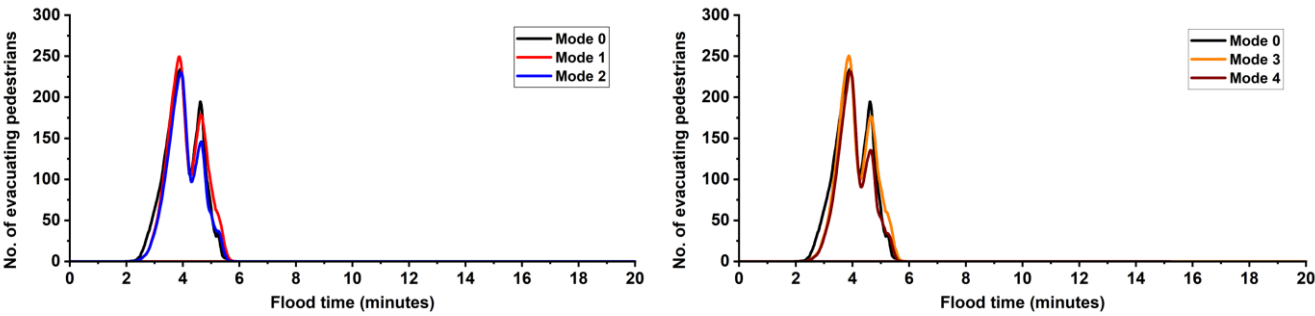 No. of evacuating pedestrians
300
250
200
150
100
50
0
Mode 0
Mode 1
Mode 2
0 2 4 6 8 10 12 14 16 18 20
Flood time (minutes)
No. of evacuating pedestrians
300
250
200
150
100
50
0
Mode 0
Mode 3
Mode 4
0 2 4 6 8 10 12 14 16 18 20
Flood time (minutes)